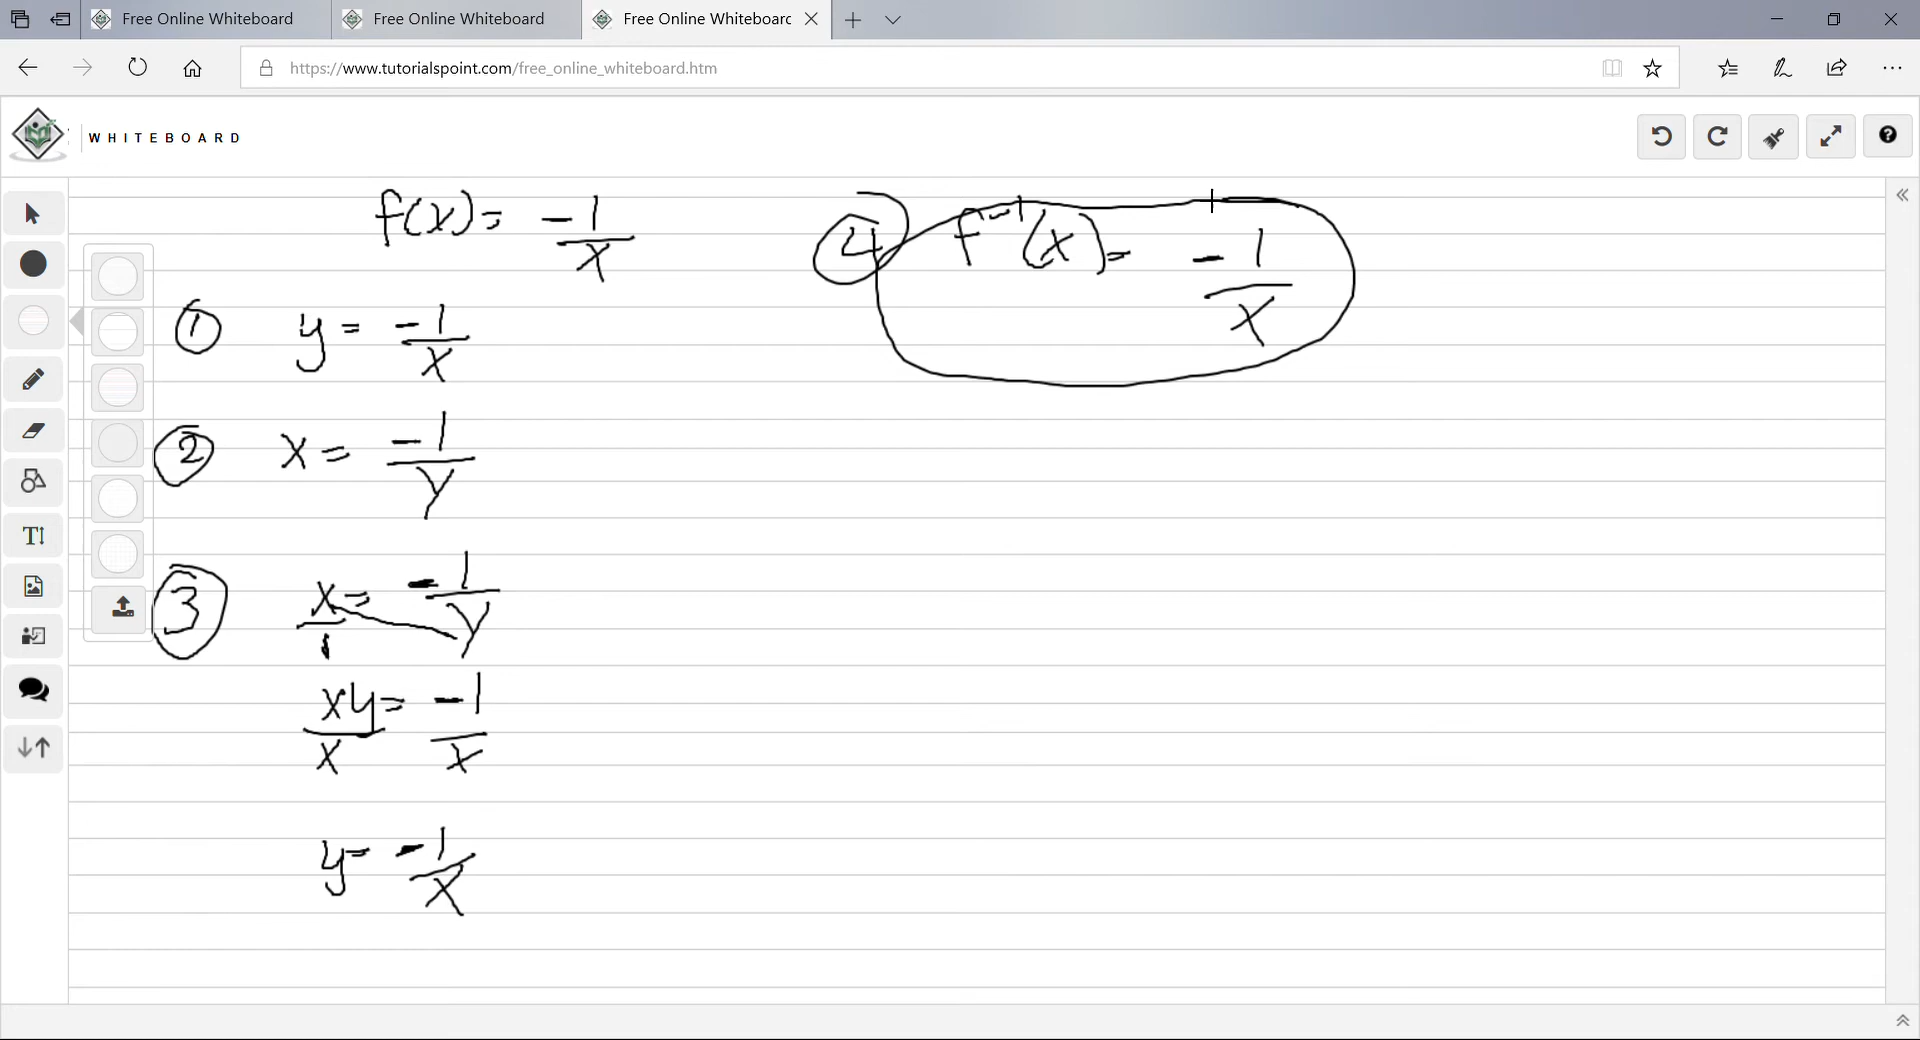 Free Online Whiteboard
Free Online Whiteboard
Free Online Whiteboarc
https://www.tutorialspoint.com/free_online_whiteboard.htm
WHITEBOARD
f(x) = -1/x
① y = -1/x
② x = -1/y
③ x/1 = -1/y
xy/x = -1/x
y = -1/x
④ f⁻¹(x) = -1/x
T
?